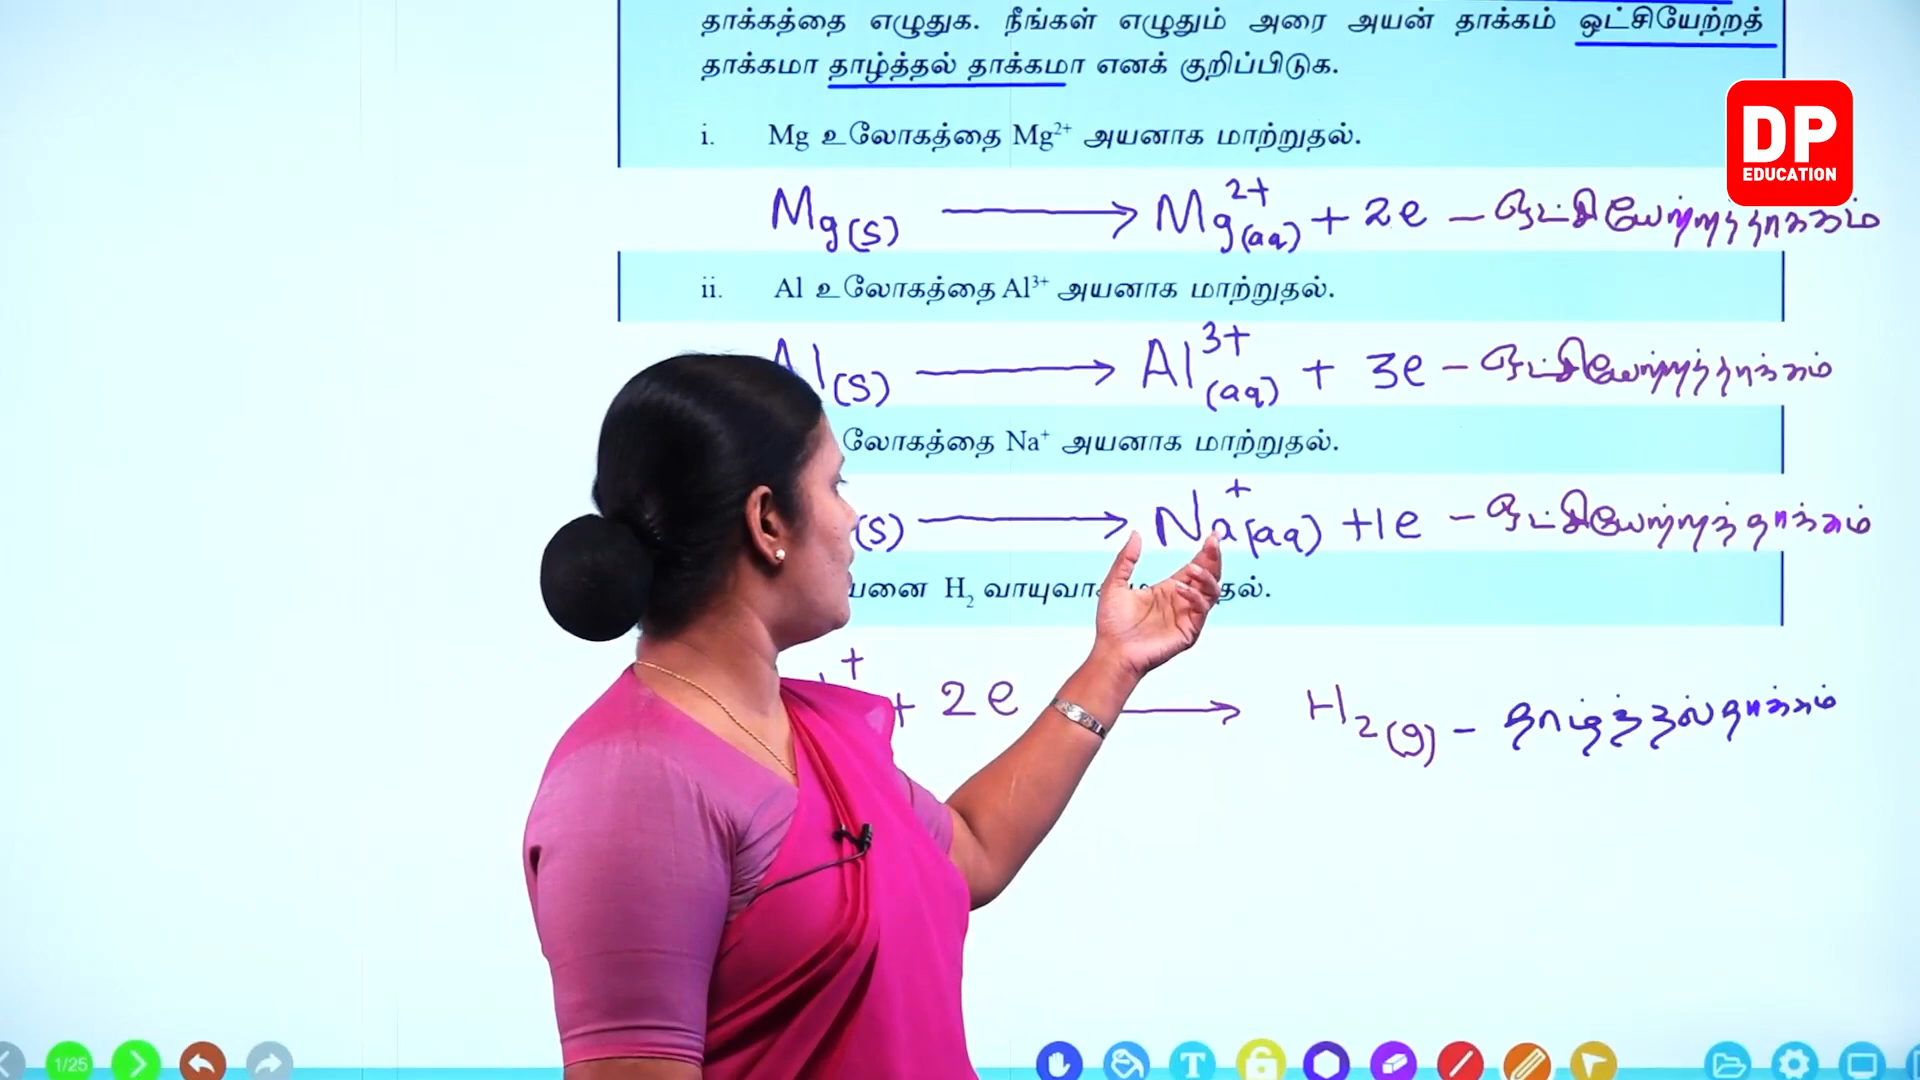 தாக்கத்தை எழுதுக. நீங்கள் எழுதும் அரை அயன் தாக்கம் ஒட்சியேற்றத்
தாக்கமா தாழ்த்தல் தாக்கமா எனக் குறிப்பிடுக.
DP
EDUCATION
i. Mg உலோகத்தை Mg²⁺ அயனாக மாற்றுதல்.
Mg(s) ⟶ Mg²⁺(aq) + 2e – ஒட்சியேற்றத்தாக்கம்
ii. Al உலோகத்தை Al³⁺ அயனாக மாற்றுதல்.
Al(s) ⟶ Al³⁺(aq) + 3e – ஒட்சியேற்றத்தாக்கம்
லோகத்தை Na⁺ அயனாக மாற்றுதல்.
(s) ⟶ Na⁺(aq) + 1e – ஒட்சியேற்றத்தாக்கம்
யனை H₂
⁺ + 2e ⟶ H₂(g) – தாழ்த்தல் தாக்கம்
1/25